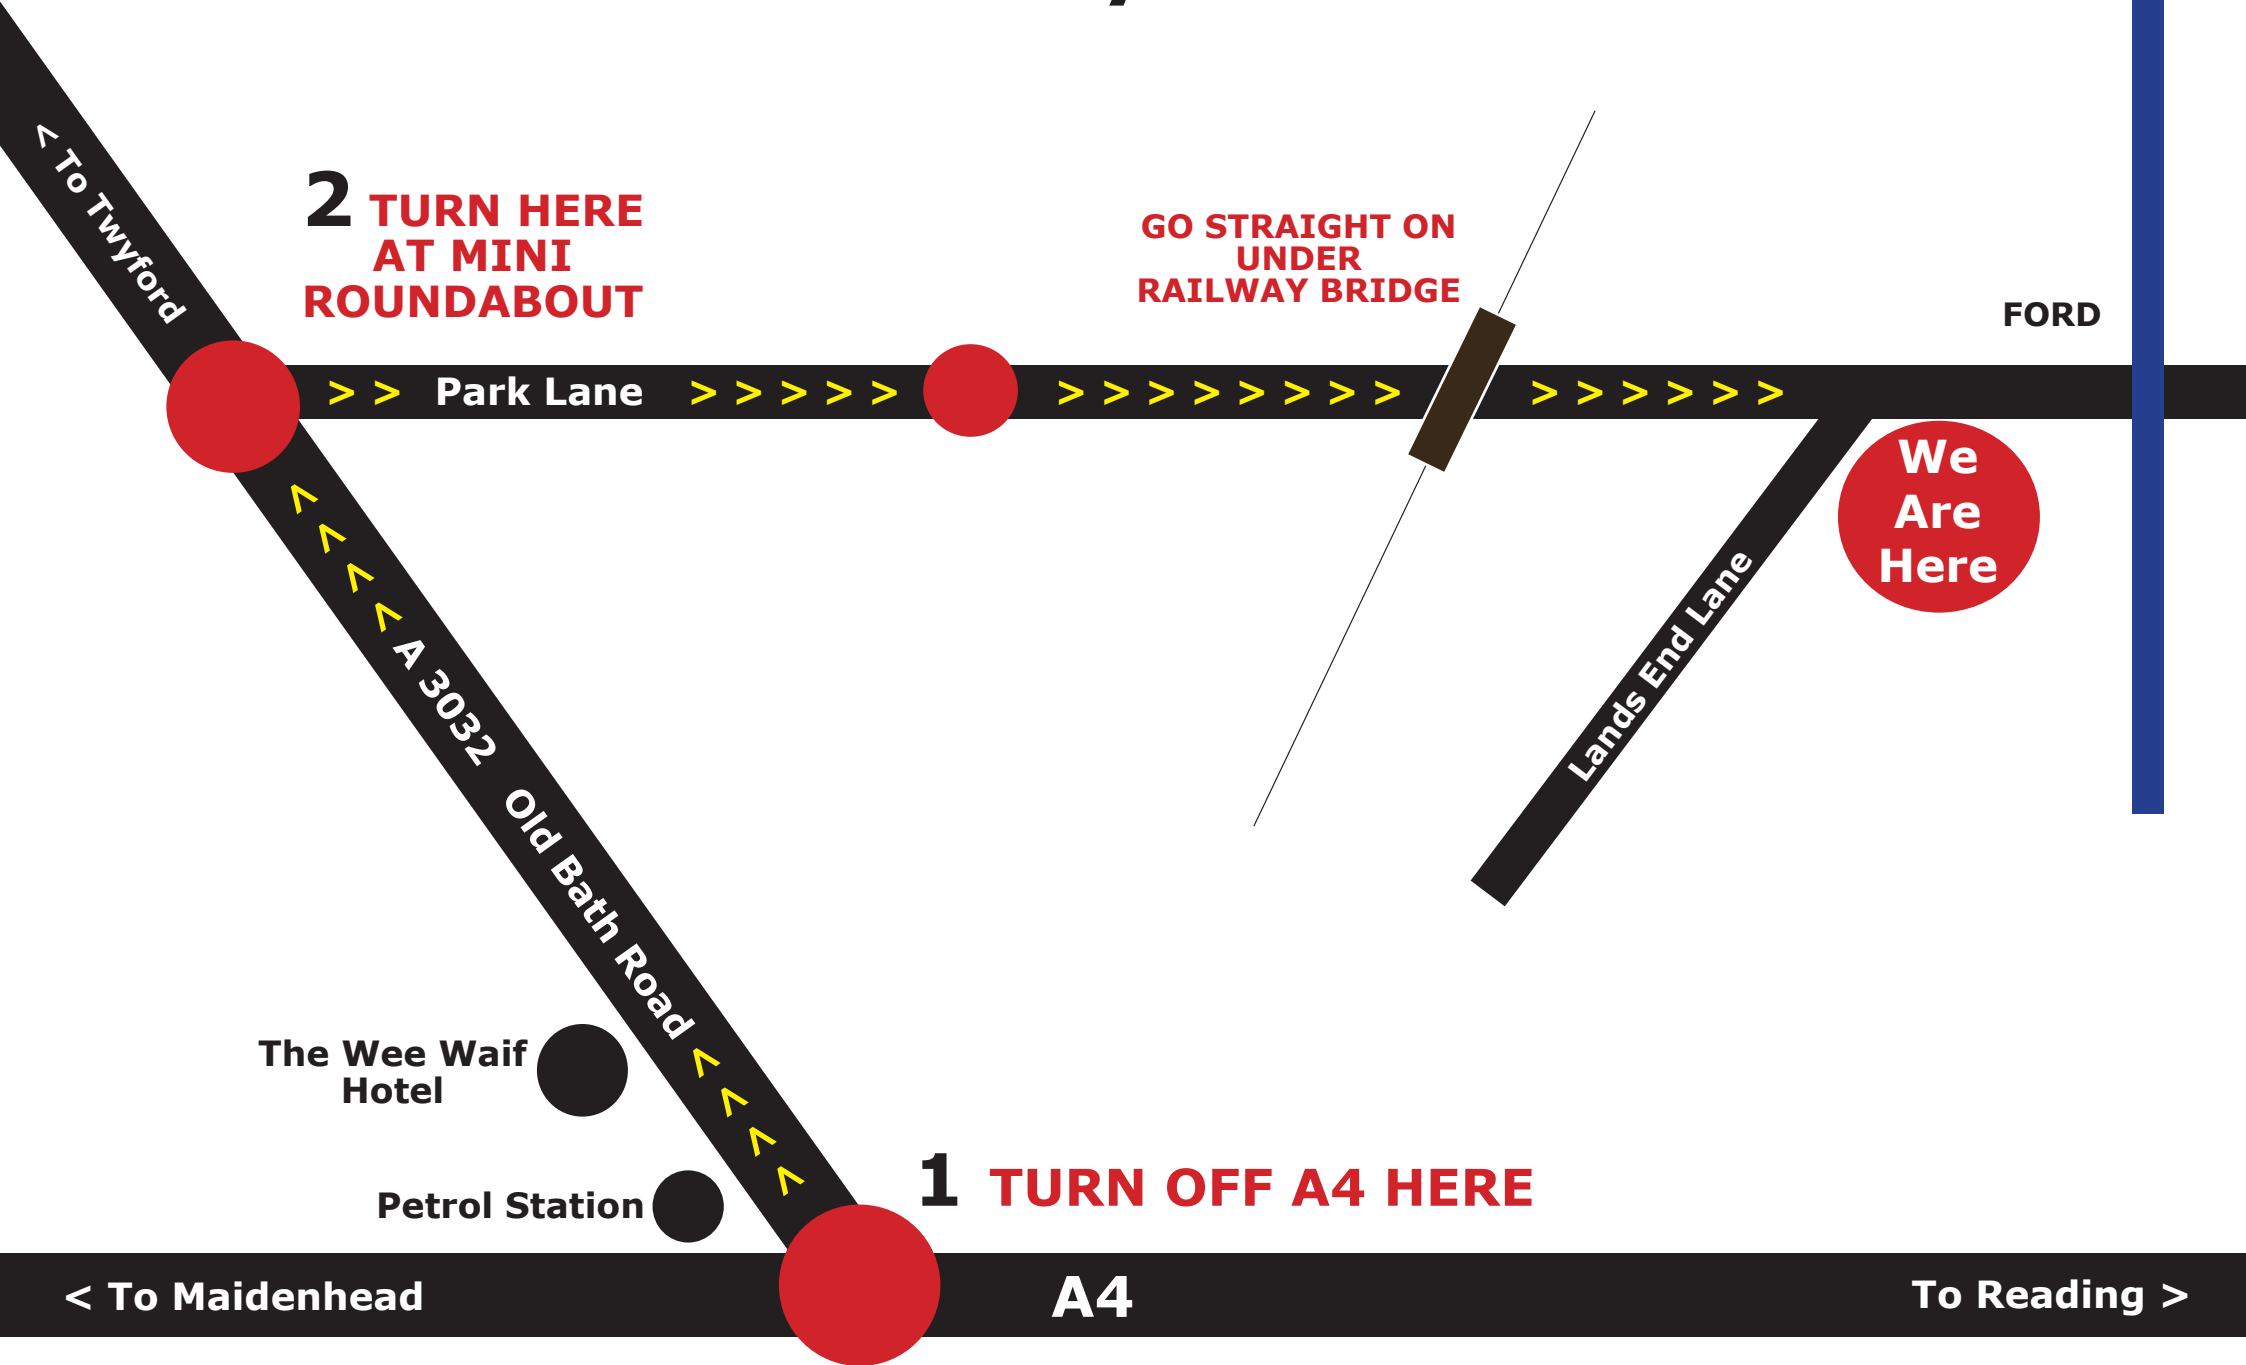 < To Twyford
2 TURN HERE
AT MINI
ROUNDABOUT
GO STRAIGHT ON
UNDER
RAILWAY BRIDGE
FORD
> > Park Lane > > > > > > > > > > > > > > > > > > >
We
Are
Here
Lands End Lane
< < < < A 3032 Old Bath Road < < < <
The Wee Waif
Hotel
Petrol Station
1 TURN OFF A4 HERE
< To Maidenhead
A4
To Reading >